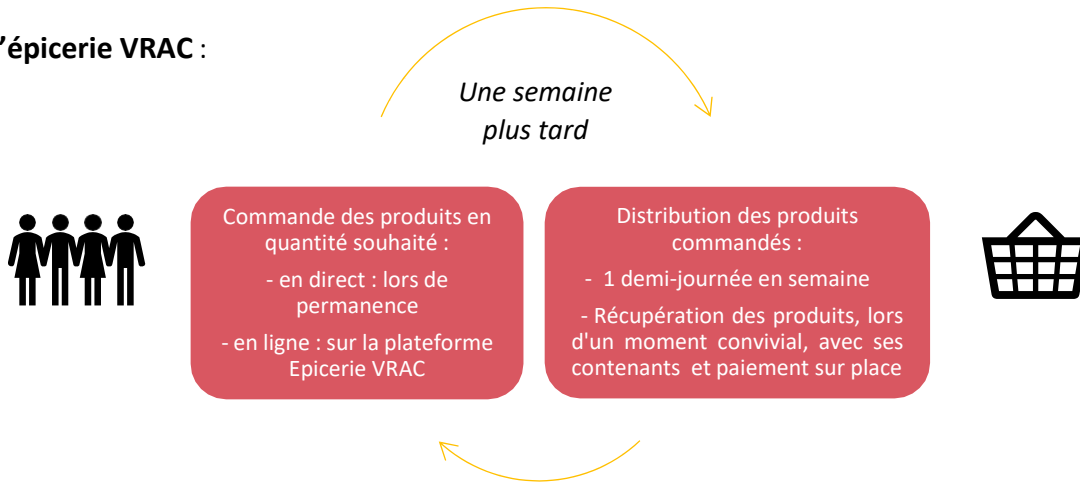 'épicerie VRAC :
Une semaine
plus tard
Commande des produits en
quantité souhaité :
- en direct : lors de
permanence
- en ligne : sur la plateforme
Epicerie VRAC
Distribution des produits
commandés :
- 1 demi-journée en semaine
- Récupération des produits, lors
d'un moment convivial, avec ses
contenants et paiement sur place